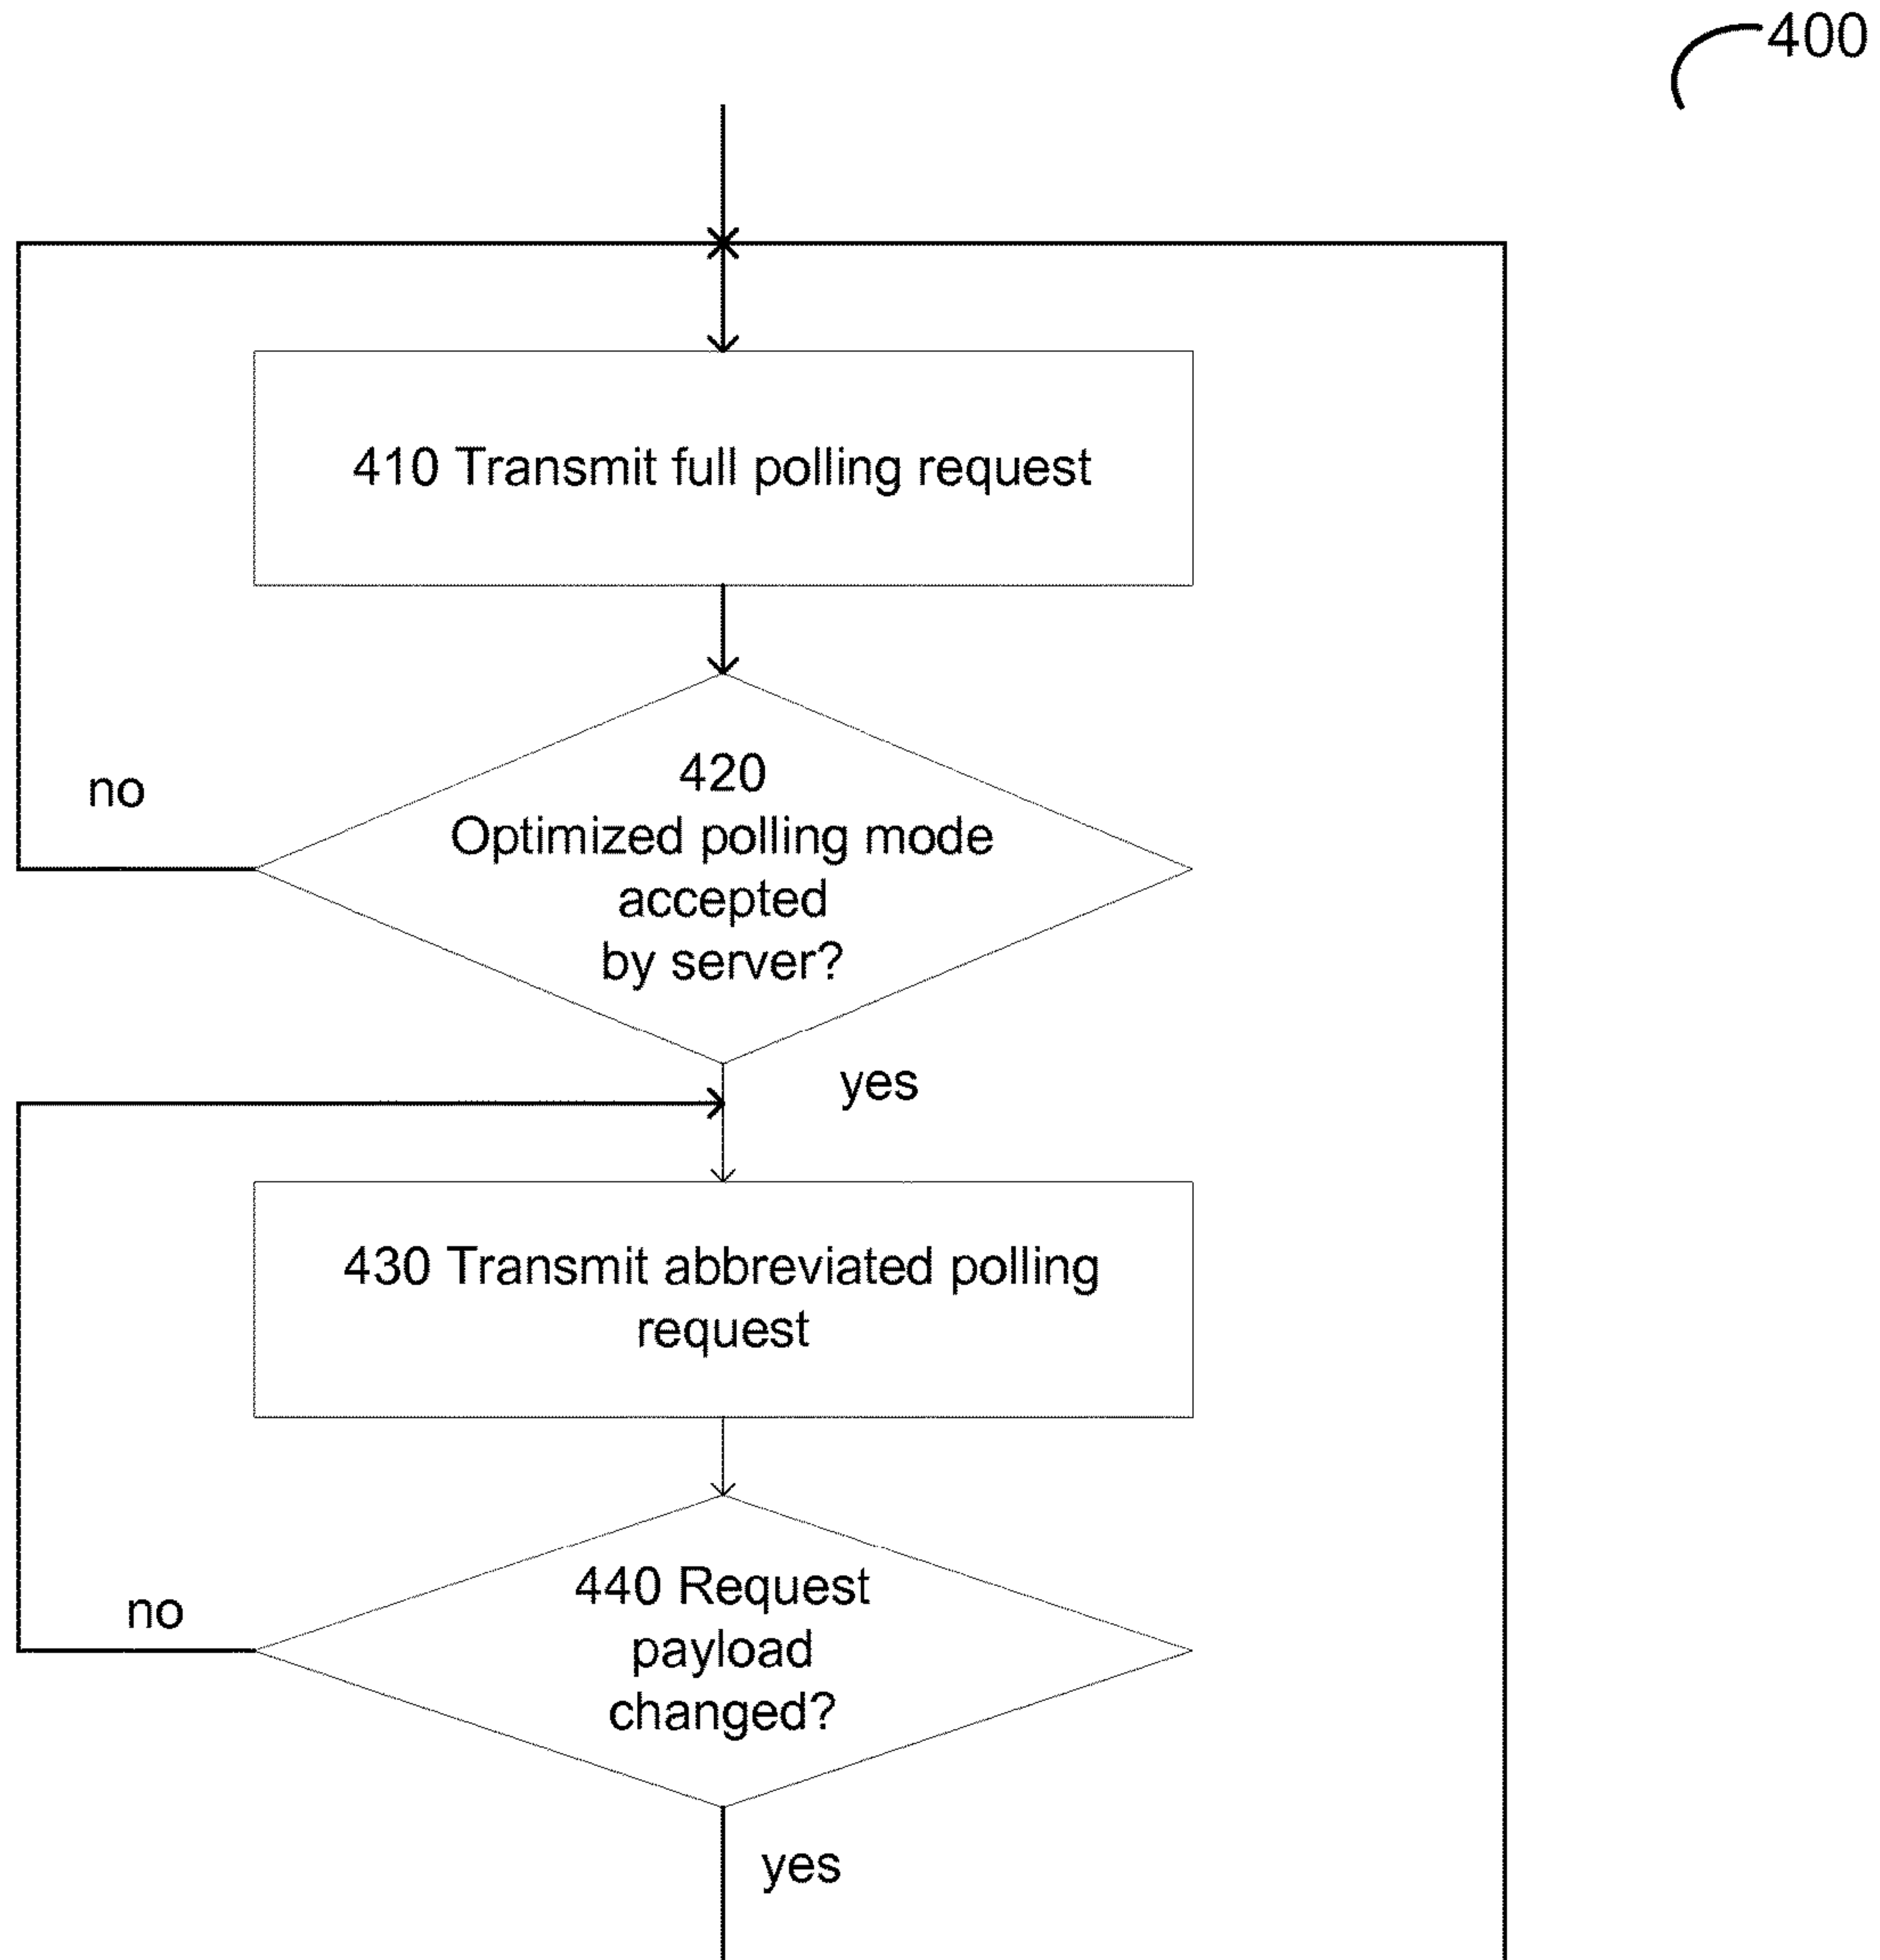 400
410 Transmit full polling request
no
420
Optimized polling mode
accepted
by server?
yes
430 Transmit abbreviated polling
request
no
440 Request
payload
changed?
yes